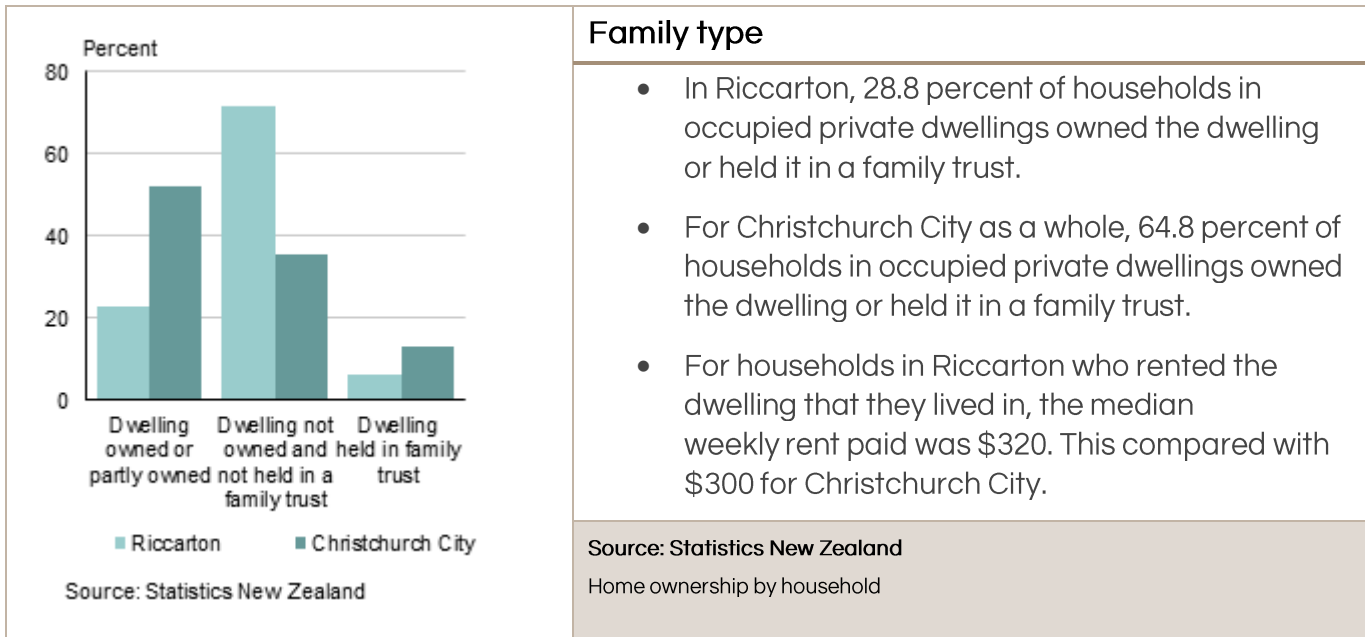 Percent
80
60
40
20
0
Dwelling owned or partly owned
Dwelling not owned and not held in a family trust
Dwelling held in family trust
Riccarton
Christchurch City
Source: Statistics New Zealand
Family type
• In Riccarton, 28.8 percent of households in
occupied private dwellings owned the dwelling
or held it in a family trust.
• For Christchurch City as a whole, 64.8 percent of
households in occupied private dwellings owned
the dwelling or held it in a family trust.
• For households in Riccarton who rented the
dwelling that they lived in, the median
weekly rent paid was $320. This compared with
$300 for Christchurch City.
Source: Statistics New Zealand
Home ownership by household